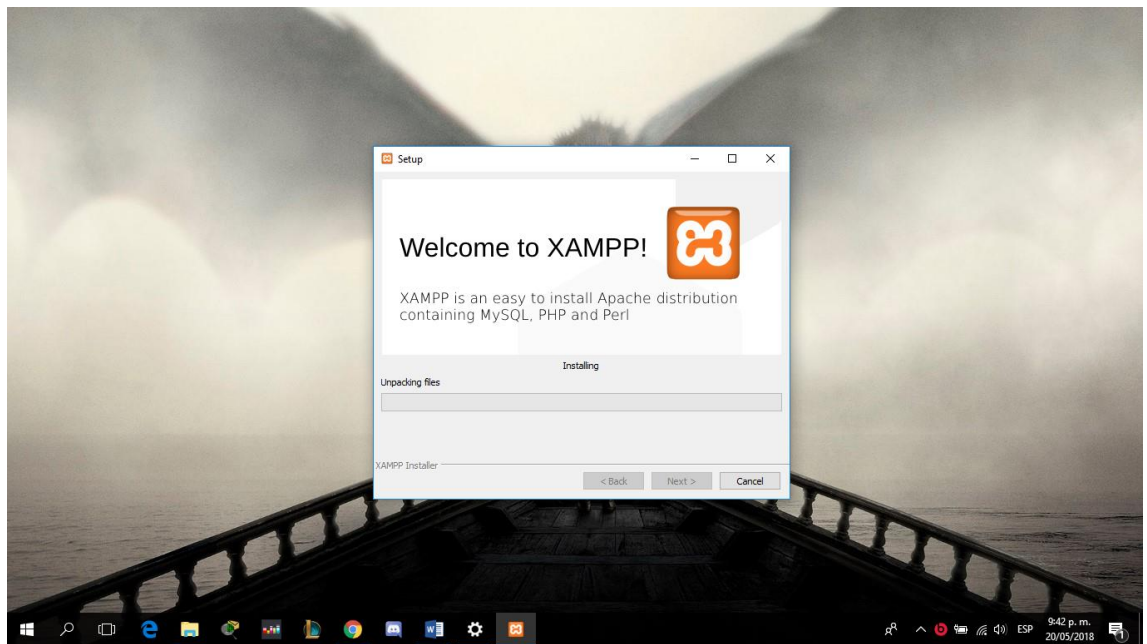 Setup
Welcome to XAMPP!
XAMPP is an easy to install Apache distribution
containing MySQL, PHP and Perl
Installing
Unpacking files
XAMPP Installer
< Back
Next >
Cancel
ESP
9:42 p. m.
20/05/2018